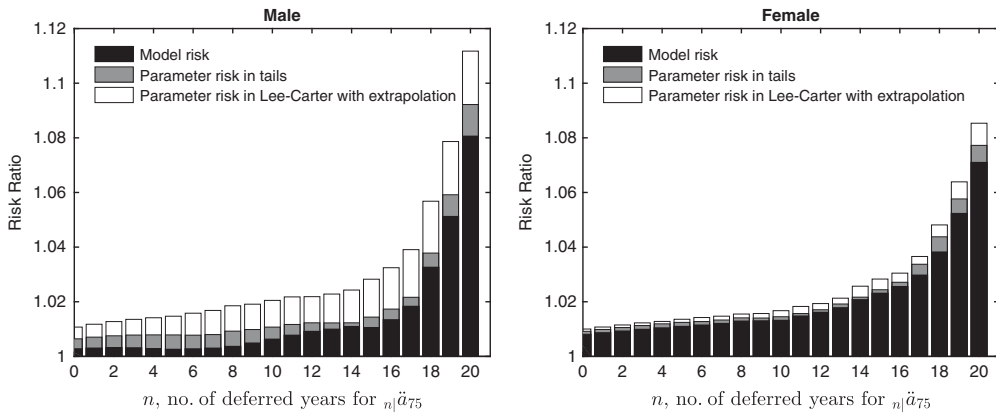 Male
1.12
1.1
1.08
1.06
1.04
1.02
1
Risk Ratio
Model risk
Parameter risk in tails
Parameter risk in Lee-Carter with extrapolation
0 2 4 6 8 10 12 14 16 18 20
n, no. of deferred years for n|ä75
Female
1.12
1.1
1.08
1.06
1.04
1.02
1
Risk Ratio
Model risk
Parameter risk in tails
Parameter risk in Lee-Carter with extrapolation
0 2 4 6 8 10 12 14 16 18 20
n, no. of deferred years for n|ä75